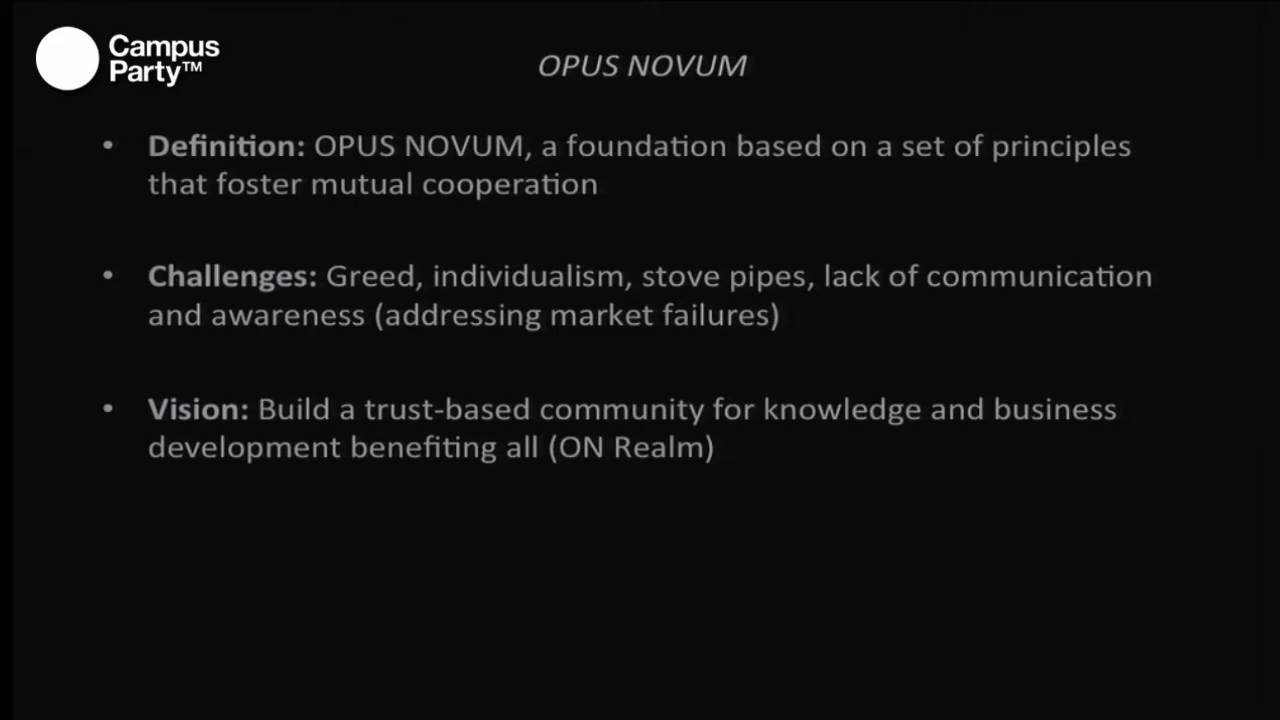 Campus
Party™
OPUS NOVUM
• Definition: OPUS NOVUM, a foundation based on a set of principles
that foster mutual cooperation
• Challenges: Greed, individualism, stove pipes, lack of communication
and awareness (addressing market failures)
• Vision: Build a trust-based community for knowledge and business
development benefiting all (ON Realm)